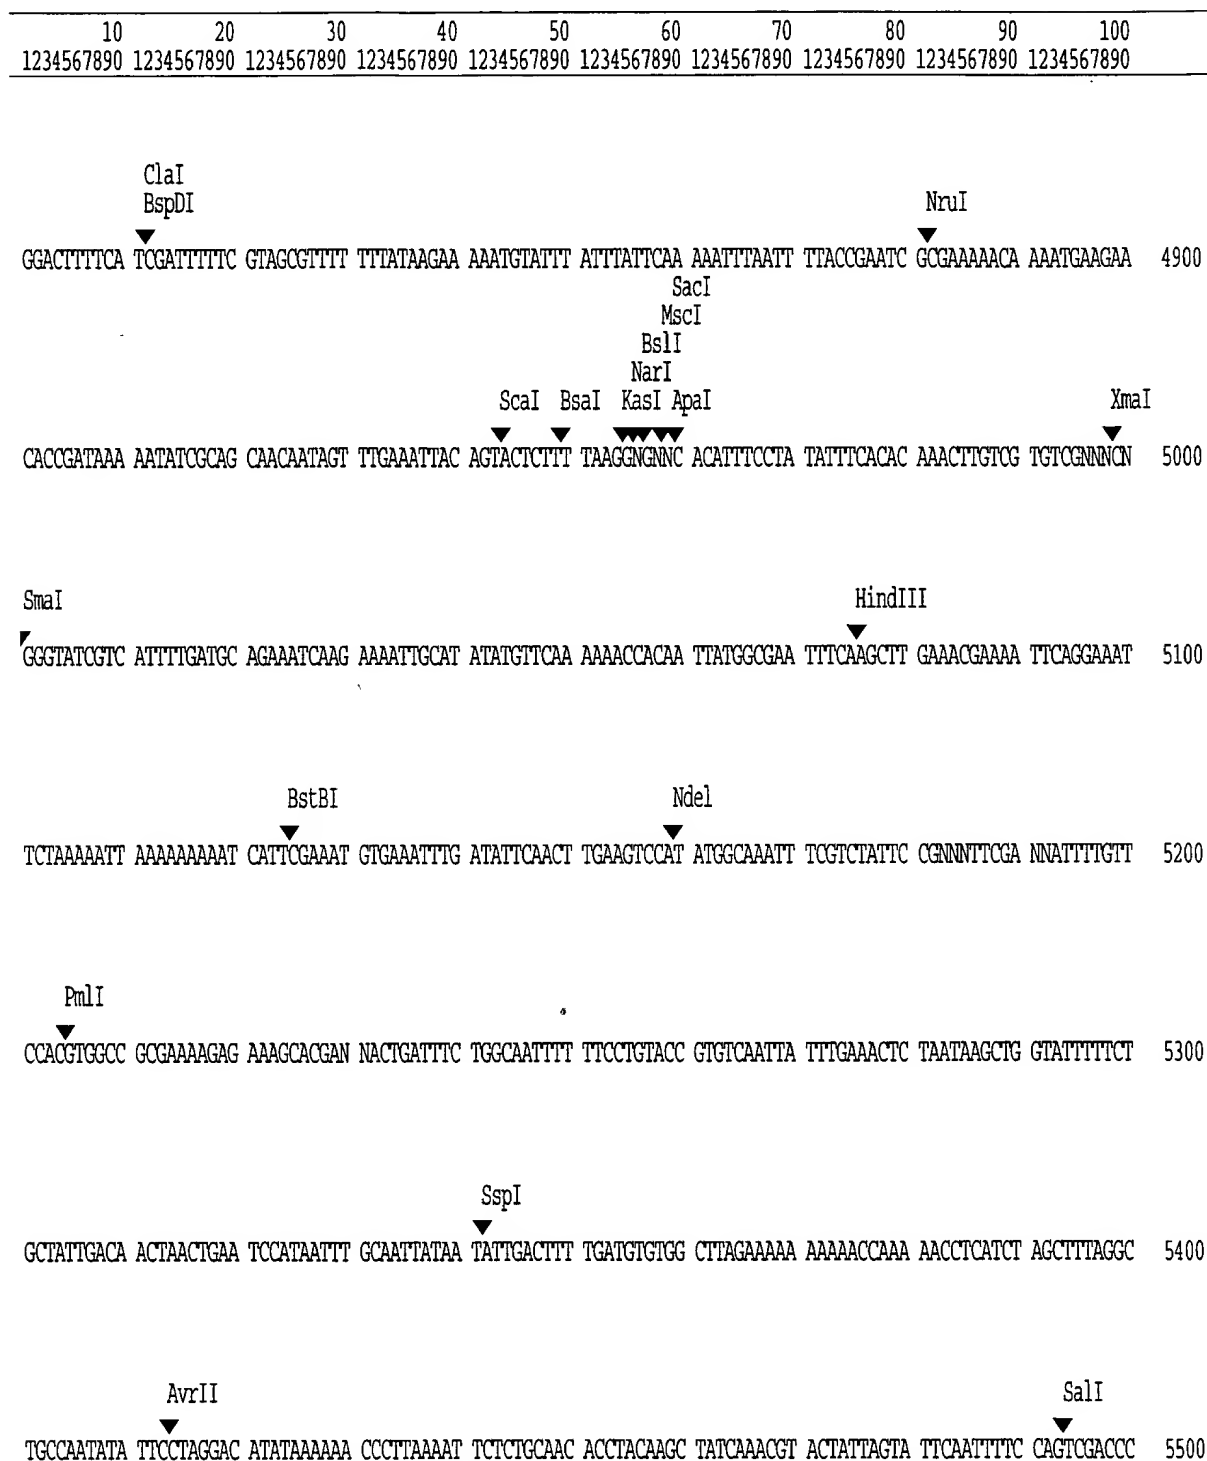 10 20 30 40 50 60 70 80 90 100
1234567890 1234567890 1234567890 1234567890 1234567890 1234567890 1234567890 1234567890 1234567890 1234567890
ClaI
BspDI NruI
GGACTTTTCA TCGATTTTTC GTAGCGTTTT TTTATAAGAA AAATGTATTT ATTTATTCAA AAATTTAATT TTACCGAATC GCGAAAAACA AAATGAAGAA 4900
SacI
MscI
BslI
NarI
ScaI BsaI KasI ApaI XmaI
CACCGATAAA AATATCGCAG CAACAATAGT TTGAAATTAC AGTACTCTTT TAAGGNGNNC ACATTTCCTA TATTTCACAC AAACTTGTCG TGTCGNNNCN 5000
SmaI HindIII
GGGTATCGTC ATTTTGATGC AGAAATCAAG AAAATTGCAT ATATGTTCAA AAAACCACAA TTATGGCGAA TTTCAAGCTT GAAACGAAAA TTCAGGAAAT 5100
BstBI NdeI
TCTAAAAATT AAAAAAAAAT CATTCGAAAT GTGAAATTTG ATATTCAACT TGAAGTCCAT ATGGCAAATT TCGTCTATTC CGNNNTTCGA NNATTTTGTT 5200
PmlI
CCACGTGGCC GCGAAAAGAG AAAGCACGAN NACTGATTTC TGGCAATTTT TTCCTGTACC GTGTCAATTA TTTGAAACTC TAATAAGCTG GTATTTTTCT 5300
SspI
GCTATTGACA ACTAACTGAA TCCATAATTT GCAATTATAA TATTGACTTT TGATGTGTGG CTTAGAAAAA AAAAACCAAA AACCTCATCT AGCTTTAGGC 5400
AvrII SalI
TGCCAATATA TTCCTAGGAC ATATAAAAAA CCCTTAAAAT TCTCTGCAAC ACCTACAAGC TATCAAACGT ACTATTAGTA TTCAATTTTC CAGTCGACCC 5500